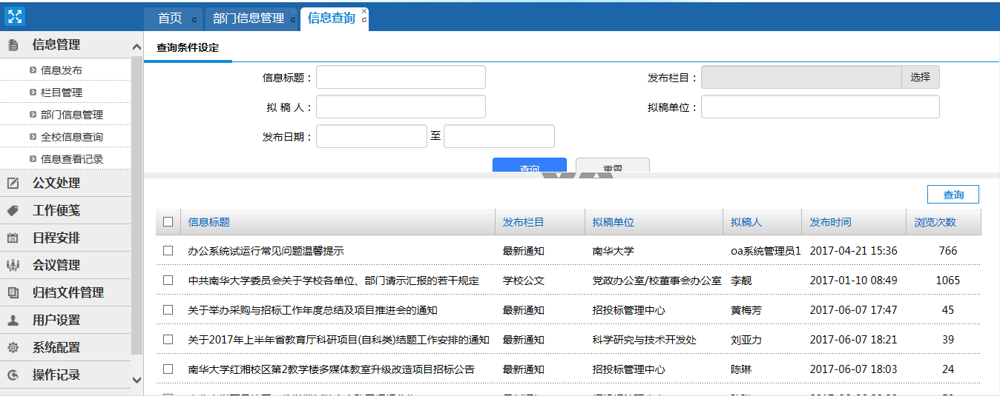 首页 部门信息管理 信息查询
信息管理
信息发布
栏目管理
部门信息管理
全校信息查询
信息查看记录
公文处理
工作便笺
日程安排
会议管理
归档文件管理
用户设置
系统配置
操作记录
查询条件设定
信息标题： 发布栏目： 选择
拟 稿 人： 拟稿单位：
发布日期： 至
查询 重置
查询
信息标题 发布栏目 拟稿单位 拟稿人 发布时间 浏览次数
办公系统试运行常见问题温馨提示 最新通知 南华大学 oa系统管理员1 2017-04-21 15:36 766
中共南华大学委员会关于学校各单位、部门请示汇报的若干规定 学校公文 党政办公室/校董事会办公室 李靓 2017-01-10 08:49 1065
关于举办采购与招标工作年度总结及项目推进会的通知 最新通知 招投标管理中心 黄梅芳 2017-06-07 17:47 45
关于2017年上半年省教育厅科研项目(自科类)结题工作安排的通知 最新通知 科学研究与技术开发处 刘亚力 2017-06-07 18:21 39
南华大学红湘校区第2教学楼多媒体教室升级改造项目招标公告 最新通知 招投标管理中心 陈琳 2017-06-07 18:03 24